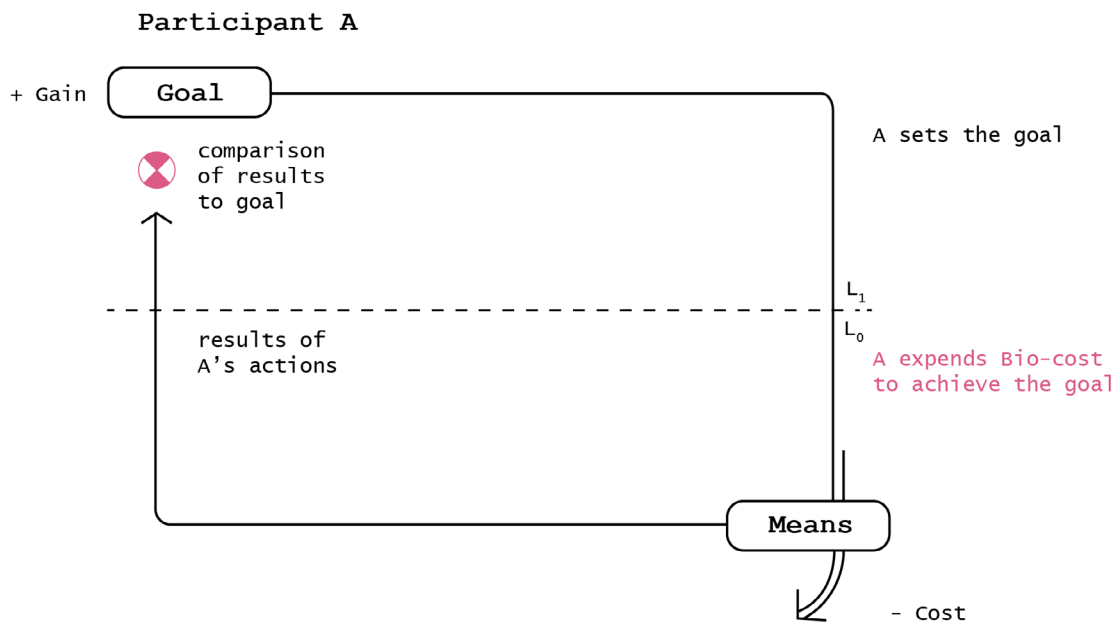 Participant A
+ Gain
Goal
A sets the goal
comparison
of results
to goal
L₁
L₀
results of
A's actions
A expends Bio-cost
to achieve the goal
Means
- Cost